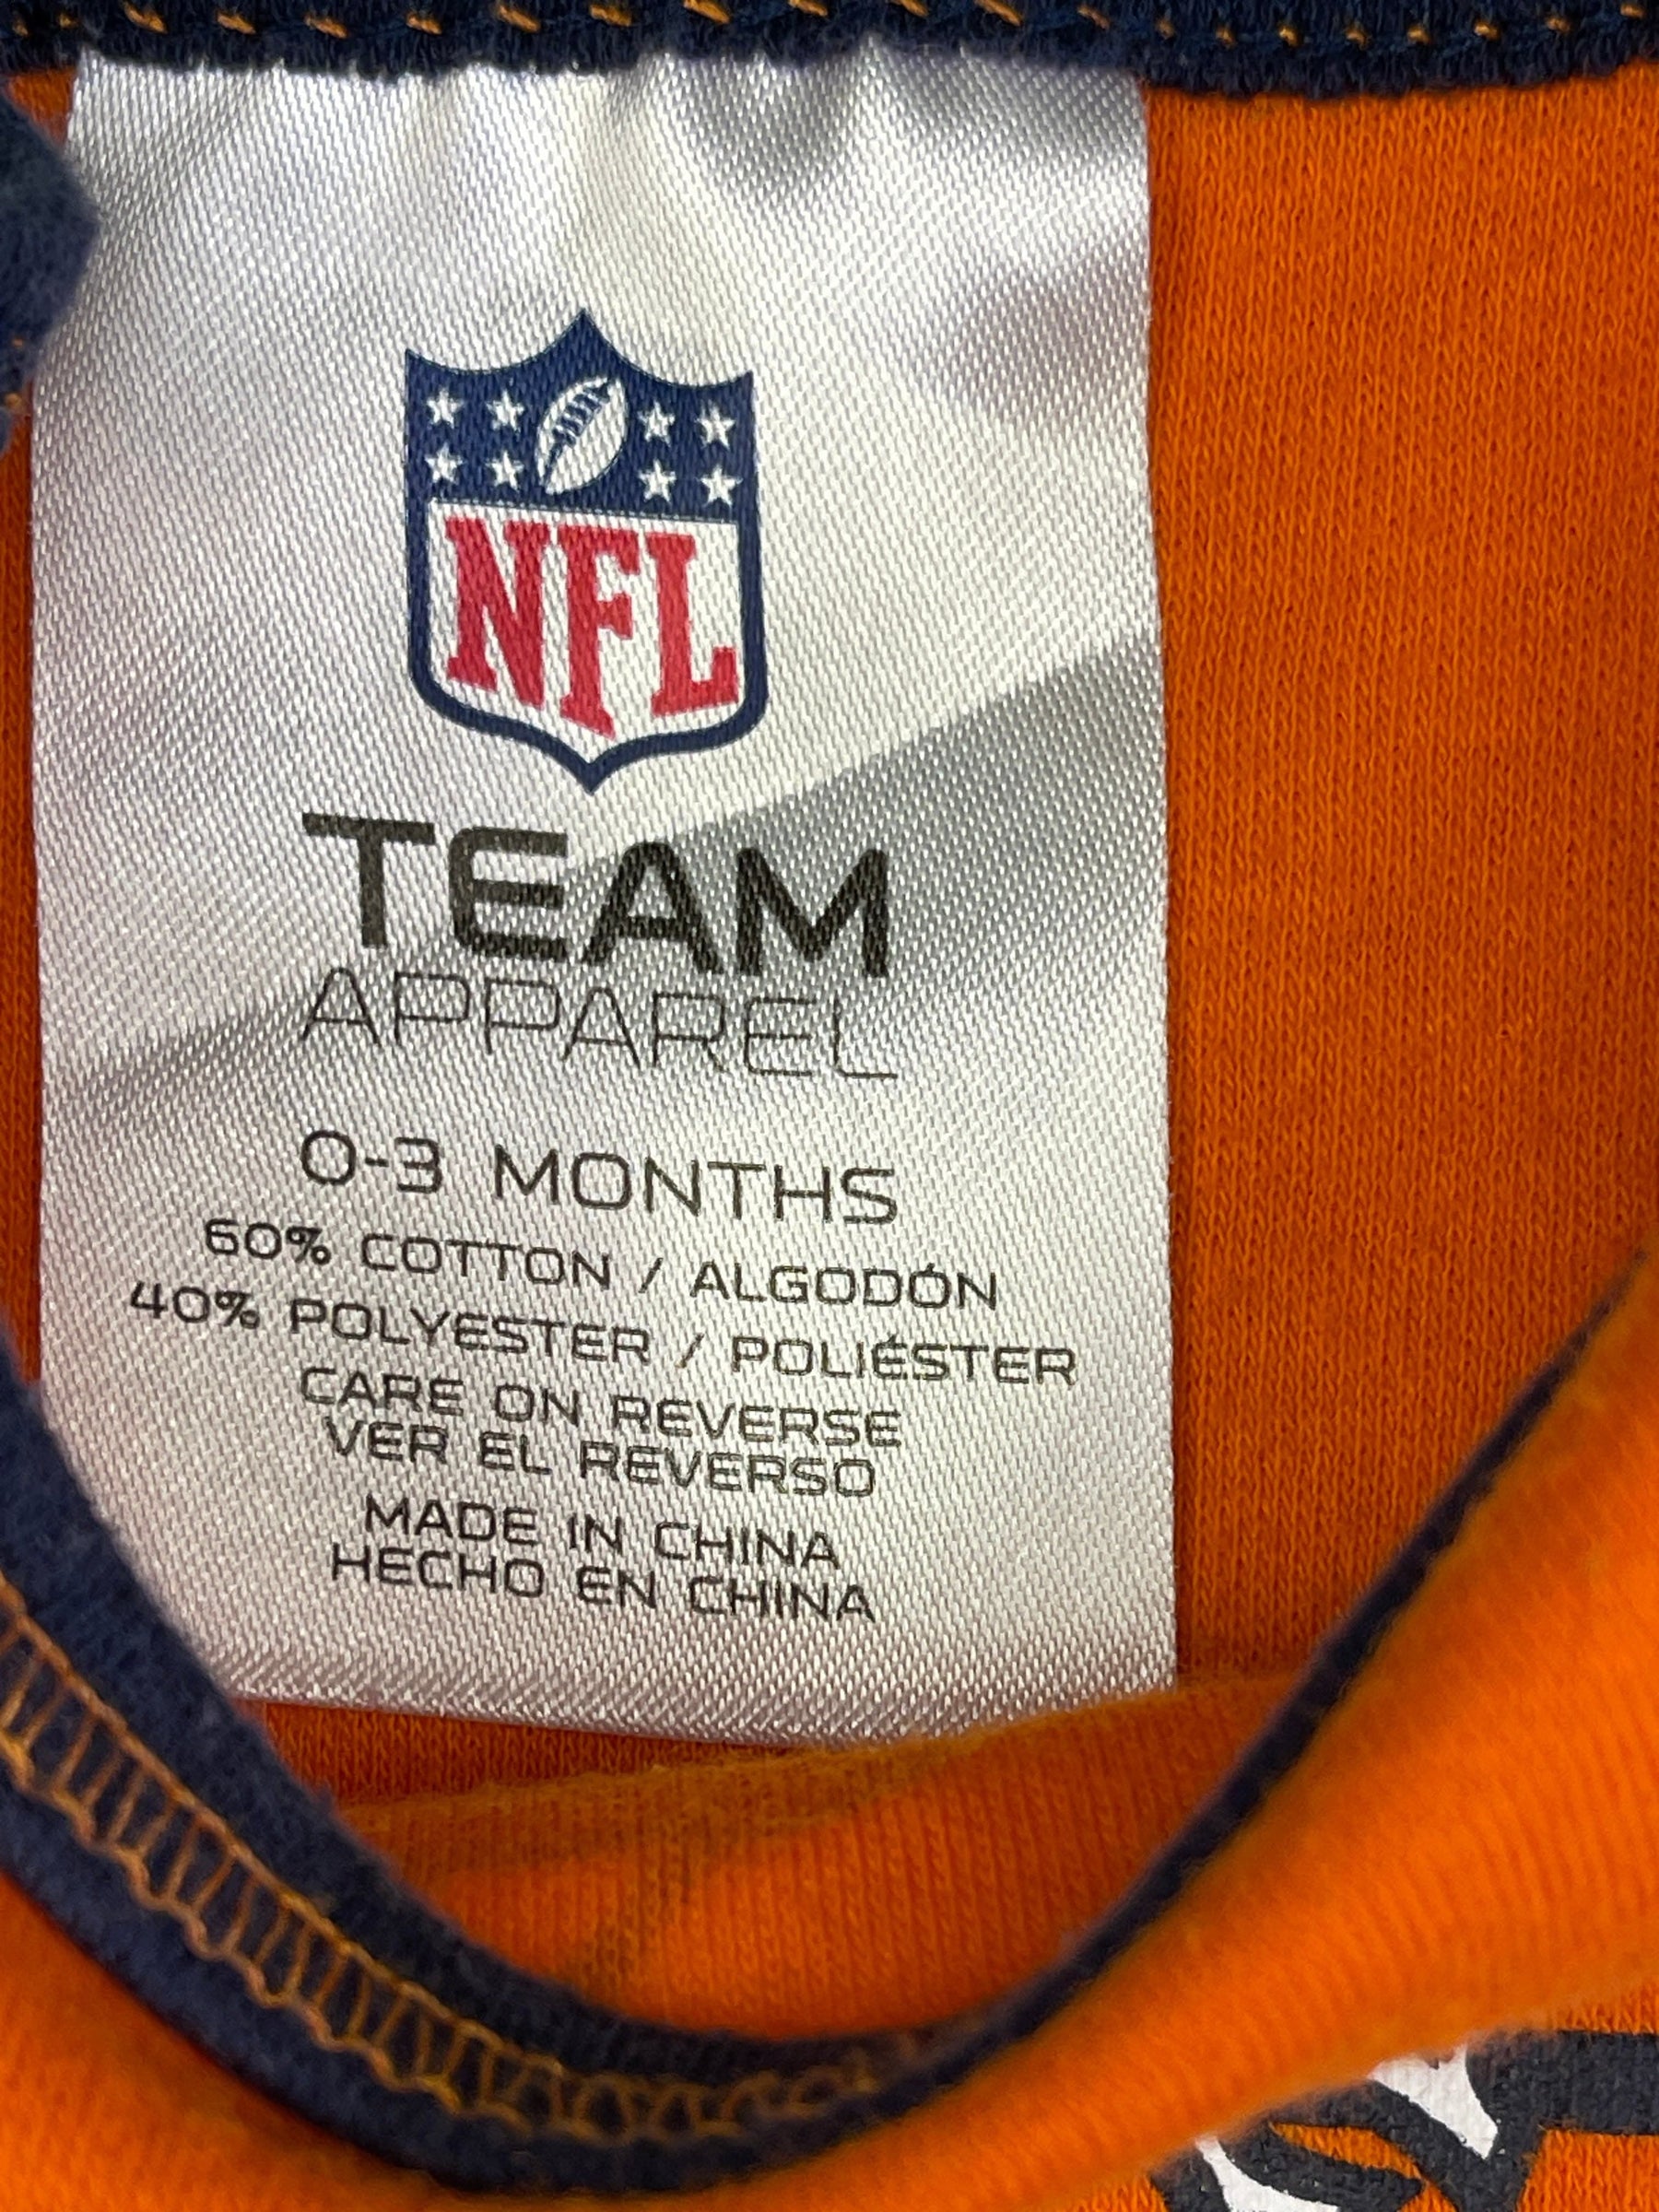 NFL
TEAM
APPAREL
0-3 MONTHS
60% COTTON / ALGODÓN
40% POLYESTER / POLIÉSTER
CARE ON REVERSE
VER EL REVERSO
MADE IN CHINA
HECHO EN CHINA